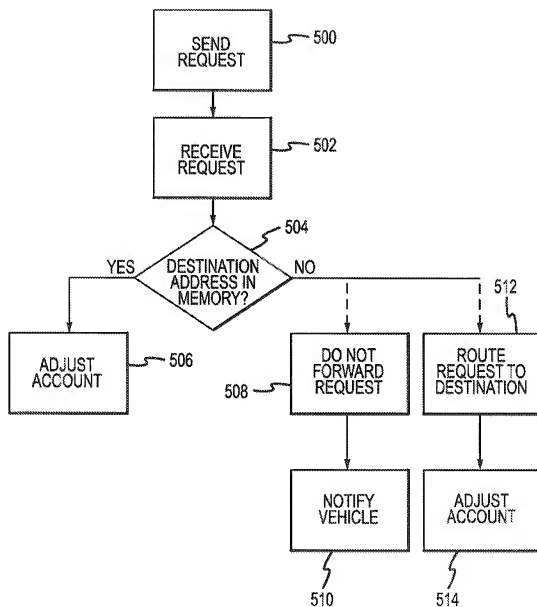 SEND
REQUEST
500
RECEIVE
REQUEST
502
504
YES
DESTINATION
ADDRESS IN
MEMORY?
NO
ADJUST
ACCOUNT
506
DO NOT
FORWARD
REQUEST
508
512
ROUTE
REQUEST TO
DESTINATION
NOTIFY
VEHICLE
510
ADJUST
ACCOUNT
514